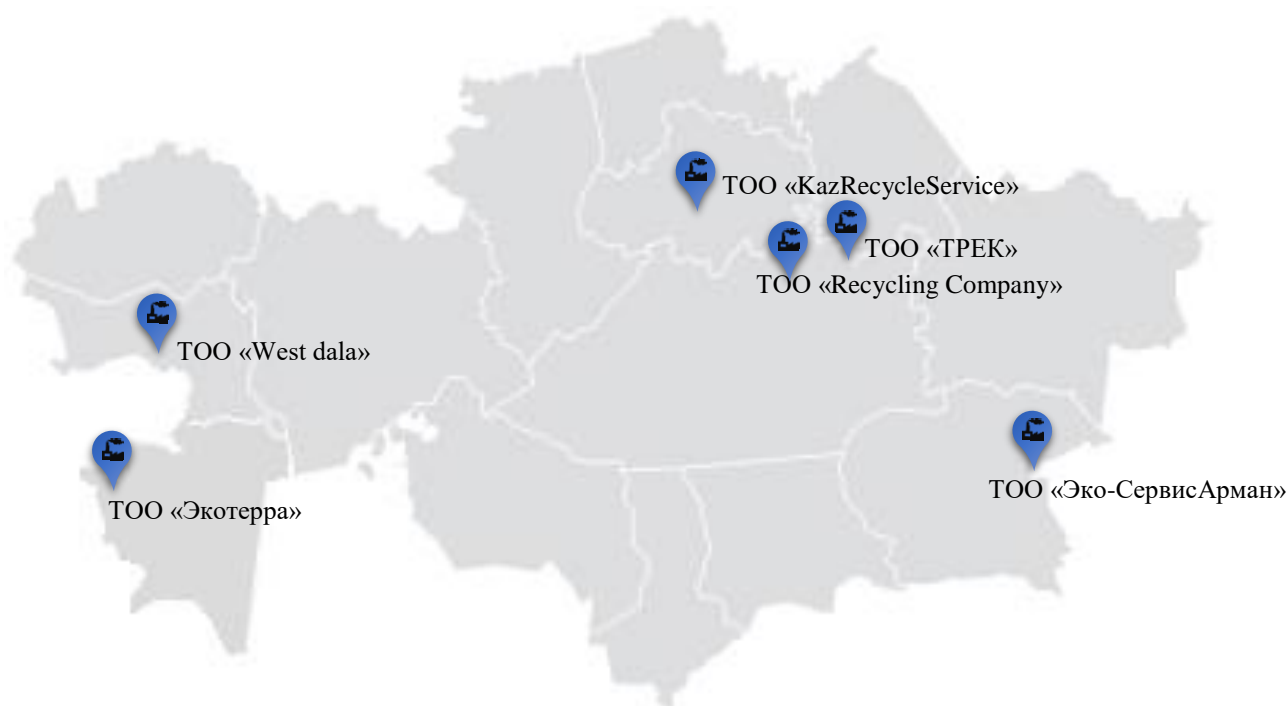 ТОО «KazRecycleService»
ТОО «ТРЕК»
ТОО «Recycling Company»
ТОО «West dala»
ТОО «Эко-СервисАрман»
ТОО «Экотерра»